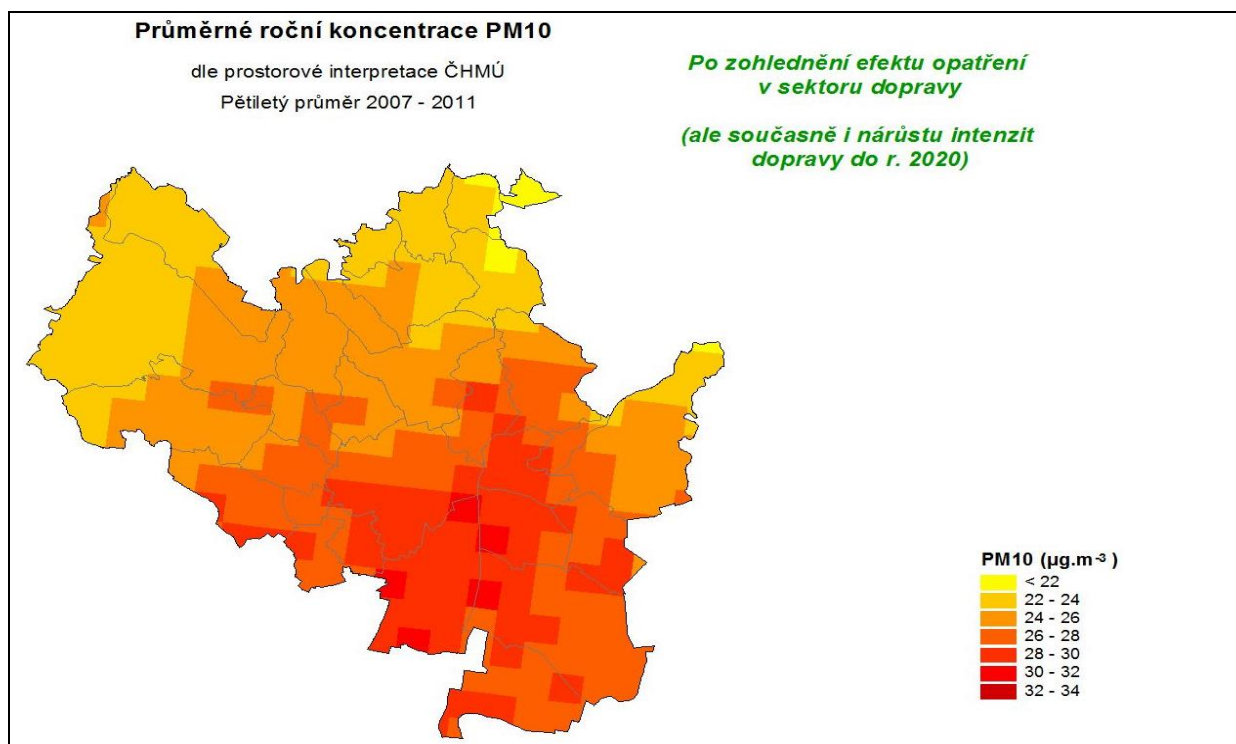 Průměrné roční koncentrace PM10
dle prostorové interpretace ČHMÚ
Pětiletý průměr 2007 - 2011
Po zohlednění efektu opatření
v sektoru dopravy
(ale současně i nárůstu intenzit
dopravy do r. 2020)
PM10 (µg.m-3 )
< 22
22 - 24
24 - 26
26 - 28
28 - 30
30 - 32
32 - 34